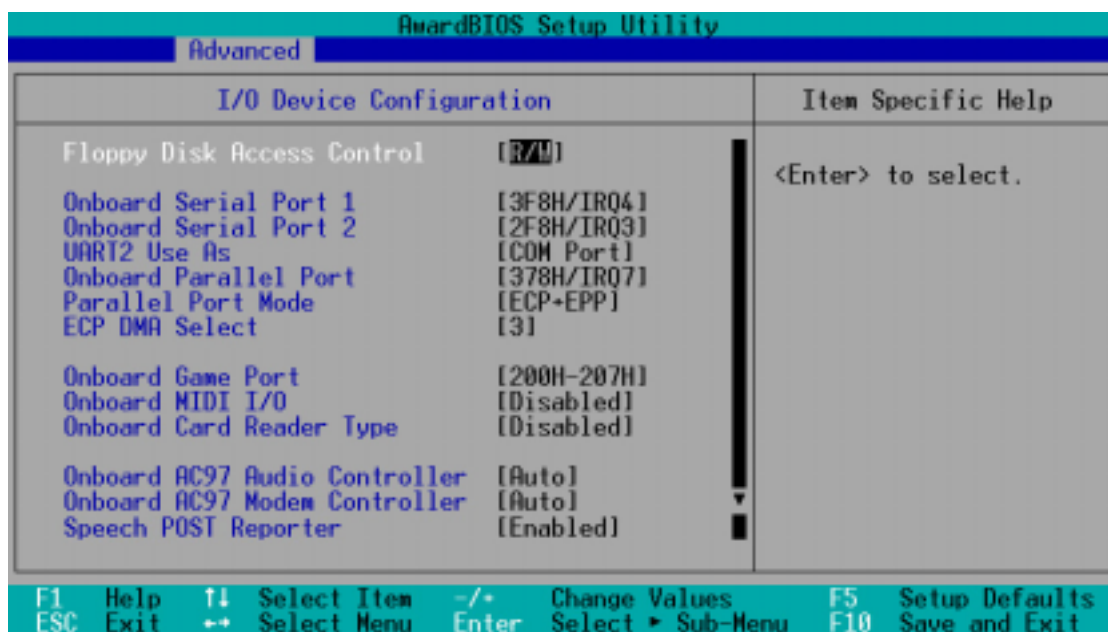 AwardBIOS Setup Utility
Advanced
I/O Device Configuration
Item Specific Help
Floppy Disk Access Control [R/W]
<Enter> to select.
Onboard Serial Port 1 [3F8H/IRQ4]
Onboard Serial Port 2 [2F8H/IRQ3]
UART2 Use As [COM Port]
Onboard Parallel Port [378H/IRQ7]
Parallel Port Mode [ECP+EPP]
ECP DMA Select [3]
Onboard Game Port [200H-207H]
Onboard MIDI I/O [Disabled]
Onboard Card Reader Type [Disabled]
Onboard AC97 Audio Controller [Auto]
Onboard AC97 Modem Controller [Auto]
Speech POST Reporter [Enabled]
F1 Help ↑↓ Select Item -/+ Change Values F5 Setup Defaults
ESC Exit ←→ Select Menu Enter Select ► Sub-Menu F10 Save and Exit